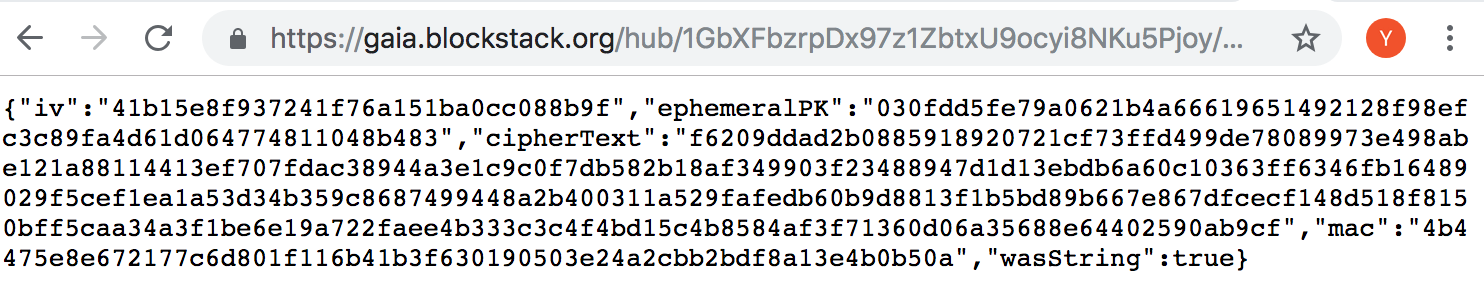 https://gaia.blockstack.org/hub/1GbXFbzrpDx97z1ZbtxU9ocyi8NKu5Pjoy/...
Y
{"iv":"41b15e8f937241f76a151ba0cc088b9f","ephemeralPK":"030fdd5fe79a0621b4a66619651492128f98ef
c3c89fa4d61d064774811048b483","cipherText":"f6209ddad2b0885918920721cf73ffd499de78089973e498ab
e121a88114413ef707fdac38944a3e1c9c0f7db582b18af349903f23488947d1d13ebdb6a60c10363ff6346fb16489
029f5cef1ea1a53d34b359c8687499448a2b400311a529fafedb60b9d8813f1b5bd89b667e867dfcecf148d518f815
0bff5caa34a3f1be6e19a722faee4b333c3c4f4bd15c4b8584af3f71360d06a35688e64402590ab9cf","mac":"4b4
475e8e672177c6d801f116b41b3f630190503e24a2cbb2bdf8a13e4b0b50a","wasString":true}